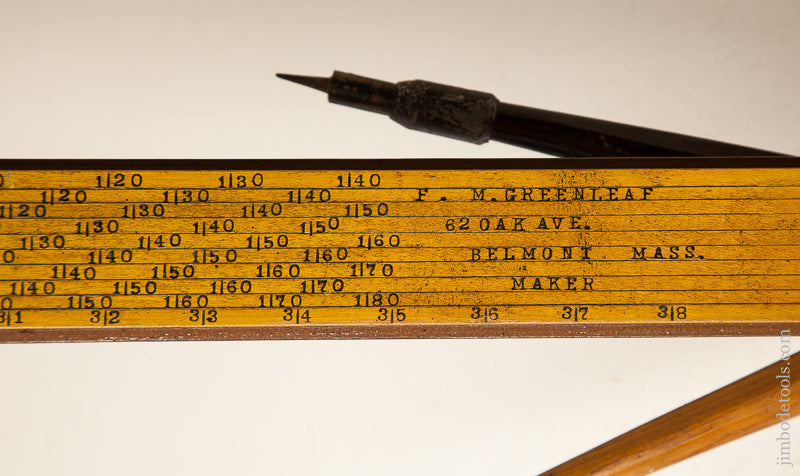 0 1|20 1|30 1|40
1|20 1|30 1|40 F. M. GREENLEAF
1|20 1|30 1|40 1|50
1|30 1|40 1|50 62 OAK AVE.
1|30 1|40 1|50 1|60
0 1|40 1|50 1|60 BELMONT MASS.
1|40 1|50 1|60 1|70
1|40 1|50 1|60 1|70 MAKER
0 1|50 1|60 1|70 1|80
3|1 3|2 3|3 3|4 3|5 3|6 3|7 3|8
jimbodetools.com